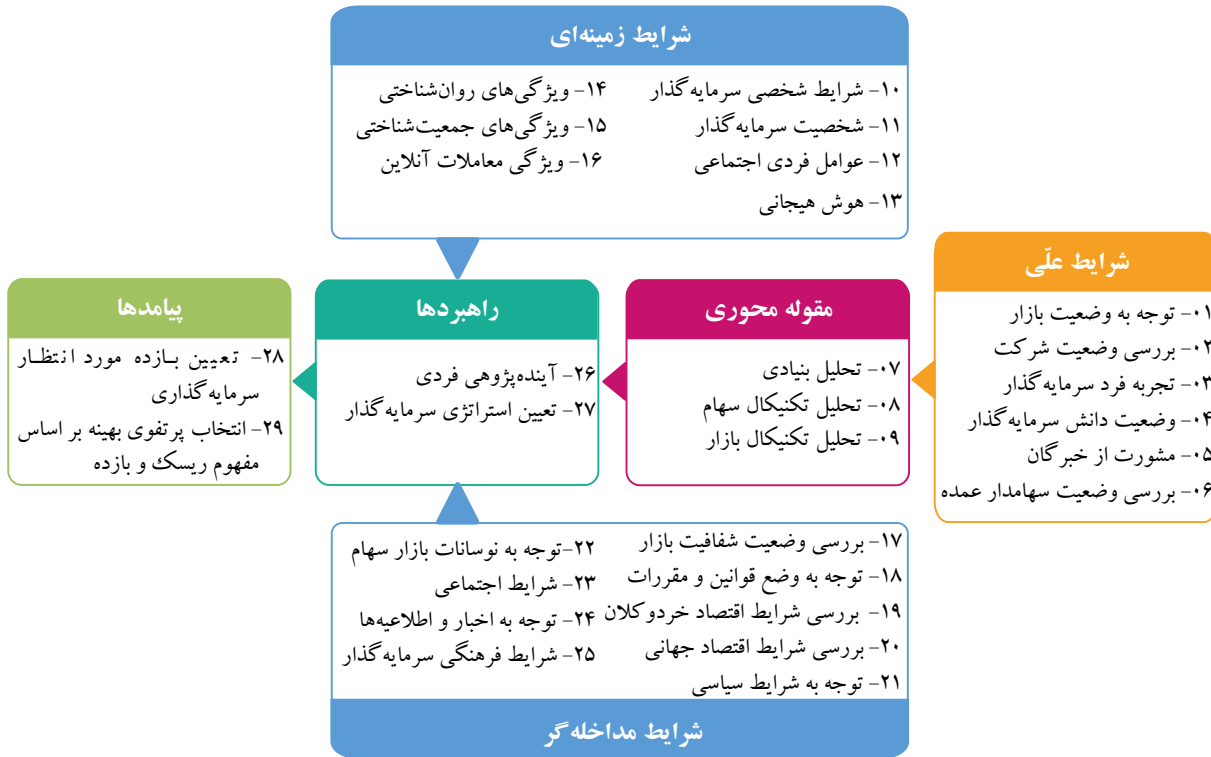 شرایط زمینه‌ای
۱۰- شرایط شخصی سرمایه‌گذار
۱۱- شخصیت سرمایه‌گذار
۱۲- عوامل فردی اجتماعی
۱۳- هوش هیجانی
۱۴- ویژگی‌های روان‌شناختی
۱۵- ویژگی‌های جمعیت‌شناختی
۱۶- ویژگی معاملات آنلاین
شرایط علّی
۰۱- توجه به وضعیت بازار
۰۲- بررسی وضعیت شرکت
۰۳- تجربه فرد سرمایه‌گذار
۰۴- وضعیت دانش سرمایه‌گذار
۰۵- مشورت از خبرگان
۰۶- بررسی وضعیت سهامدار عمده
مقوله محوری
۰۷- تحلیل بنیادی
۰۸- تحلیل تکنیکال سهام
۰۹- تحلیل تکنیکال بازار
راهبردها
۲۶- آینده‌پژوهی فردی
۲۷- تعیین استراتژی سرمایه‌گذار
پیامدها
۲۸- تعیین بازده مورد انتظار
سرمایه‌گذاری
۲۹- انتخاب پرتفوی بهینه بر اساس
مفهوم ریسک و بازده
۱۷- بررسی وضعیت شفافیت بازار
۱۸- توجه به وضع قوانین و مقررات
۱۹- بررسی شرایط اقتصاد خردوکلان
۲۰- بررسی شرایط اقتصاد جهانی
۲۱- توجه به شرایط سیاسی
۲۲-توجه به نوسانات بازار سهام
۲۳- شرایط اجتماعی
۲۴- توجه به اخبار و اطلاعیه‌ها
۲۵- شرایط فرهنگی سرمایه‌گذار
شرایط مداخله‌گر